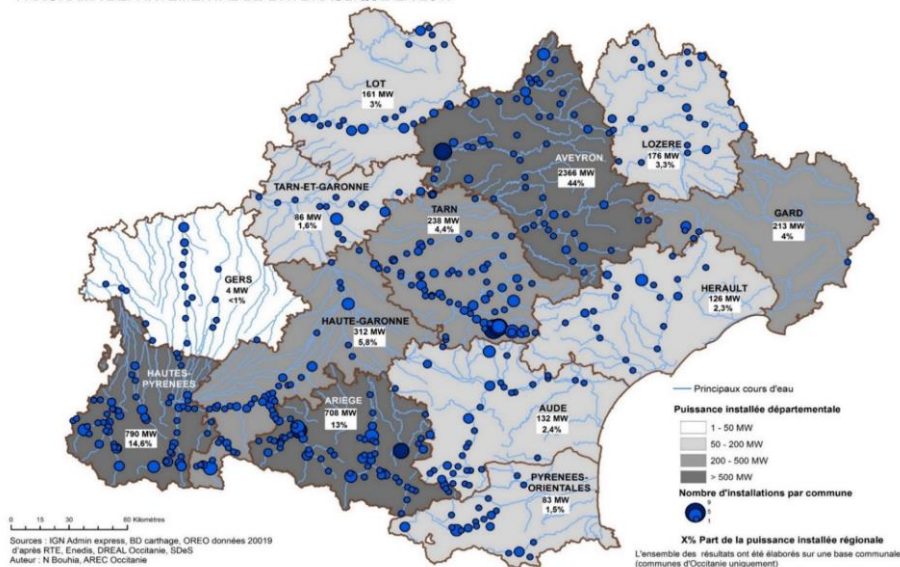 LOT
161 MW
3%
AVEYRON
2366 MW
44%
LOZERE
176 MW
3,3%
TARN-ET-GARONNE
86 MW
1,6%
TARN
238 MW
4,4%
GARD
213 MW
4%
GERS
4 MW
<1%
HERAULT
126 MW
2,3%
HAUTE-GARONNE
312 MW
5,8%
HAUTES-
PYRENEES
790 MW
14,6%
ARIEGE
708 MW
13%
AUDE
132 MW
2,4%
PYRENEES-
ORIENTALES
83 MW
1,5%
Principaux cours d'eau
Puissance installée départementale
1 - 50 MW
50 - 200 MW
200 - 500 MW
> 500 MW
Nombre d'installations par commune
9
5
1
X% Part de la puissance installée régionale
L'ensemble des résultats ont été élaborés sur une base communale
(communes d'Occitanie uniquement)
0 15 30 60 Kilomètres
Sources : IGN Admin express, BD carthage, OREO données 20019
d'après RTE, Enedis, DREAL Occitanie, SDeS
Auteur : N Bouhia, AREC Occitanie